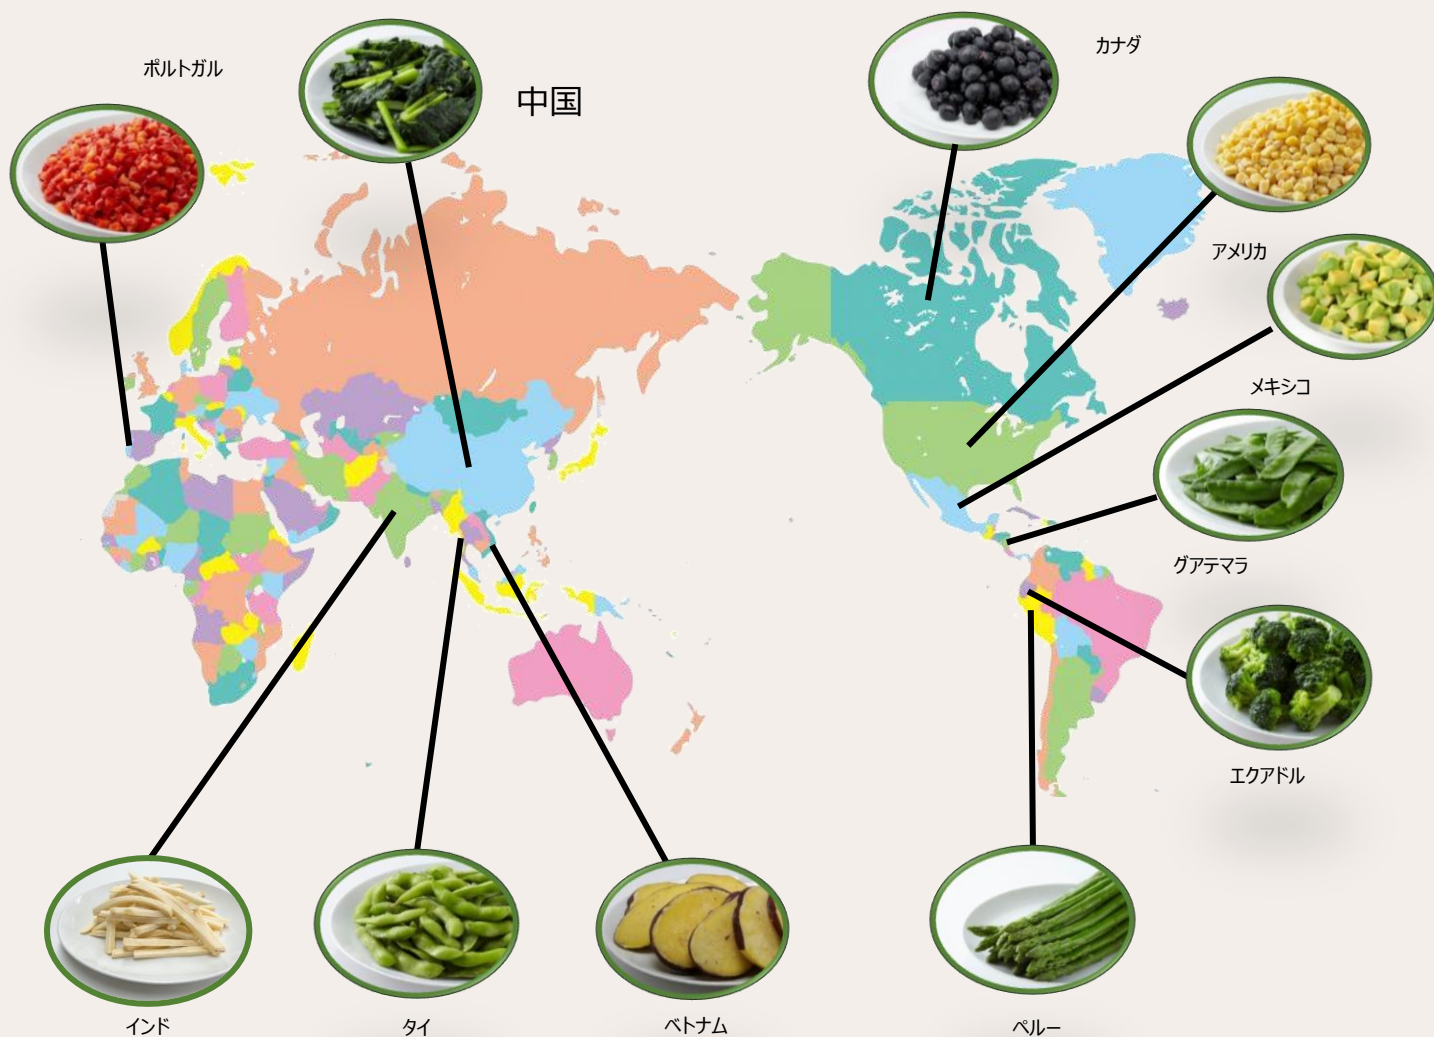 ポルトガル
中国
カナダ
アメリカ
メキシコ
グアテマラ
エクアドル
インド
タイ
ベトナム
ペルー